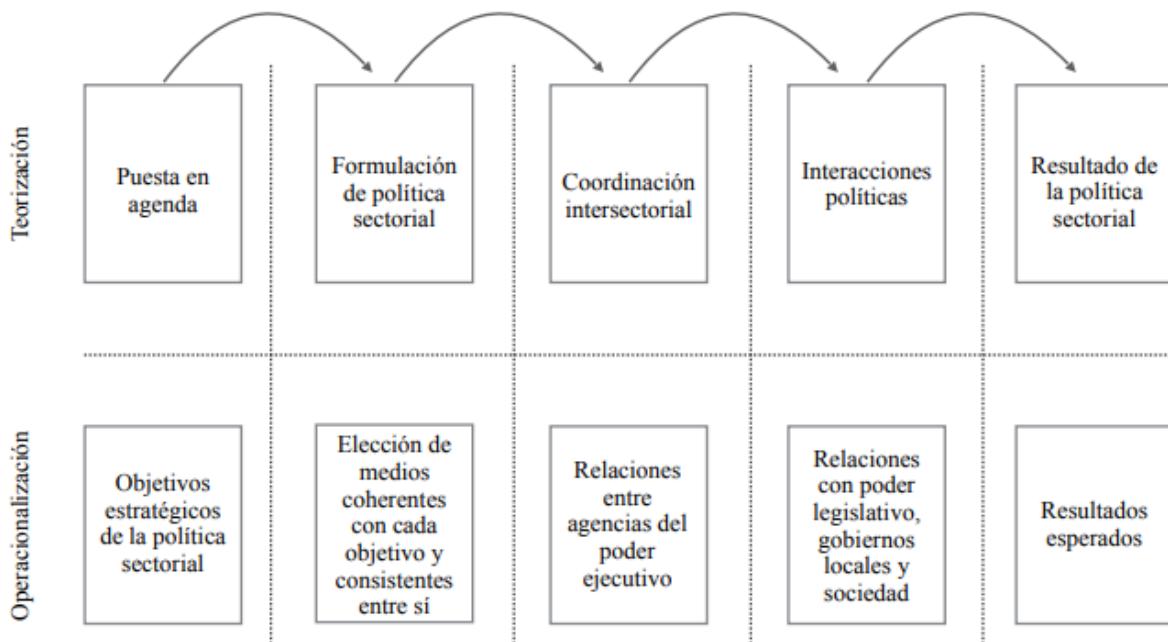 Teorización
Puesta en
agenda
Formulación
de política
sectorial
Coordinación
intersectorial
Interacciones
políticas
Resultado de
la política
sectorial
Operacionalización
Objetivos
estratégicos
de la política
sectorial
Elección de
medios
coherentes
con cada
objetivo y
consistentes
entre sí
Relaciones
entre
agencias del
poder
ejecutivo
Relaciones
con poder
legislativo,
gobiernos
locales y
sociedad
Resultados
esperados